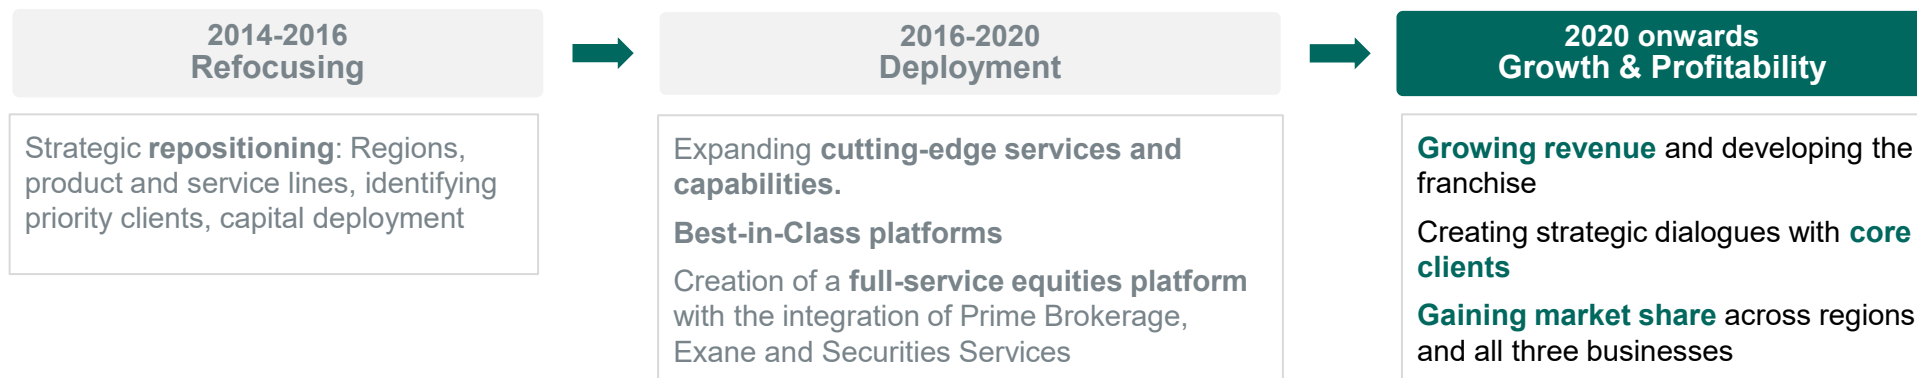 2014-2016
Refocusing
Strategic repositioning: Regions,
product and service lines, identifying
priority clients, capital deployment
2016-2020
Deployment
Expanding cutting-edge services and
capabilities.
Best-in-Class platforms
Creation of a full-service equities platform
with the integration of Prime Brokerage,
Exane and Securities Services
2020 onwards
Growth & Profitability
Growing revenue and developing the
franchise
Creating strategic dialogues with core
clients
Gaining market share across regions
and all three businesses